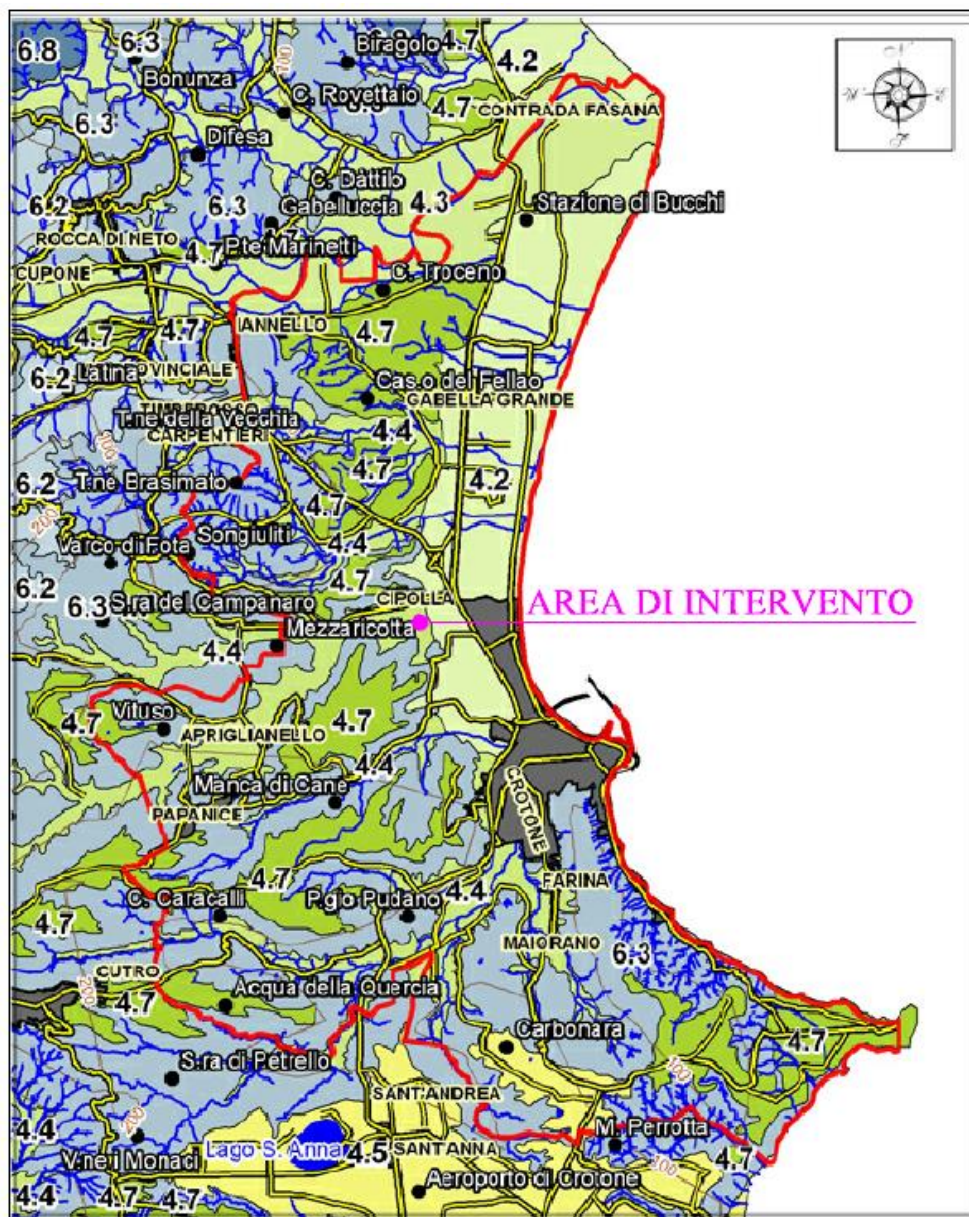 6.8
6.3
Biragolo
4.7
4.2
Bonunza
100
C. Rovettaio
4.7
CONTRADA FASANA
6.3
Difesa
C. Dattilo
6.2
6.3
Gabelluccia
4.3
Stazione di Bucchi
ROCCA DI NETO
4.7
P.te Marinetti
CUPONE
C. Troceno
4.7
4.7
IANNELLO
4.7
6.2
Latina
Cas.o del Fellao
GABELLA GRANDE
T.ne della Vecchia
CARPENTIERI
4.4
100
4.7
6.2
T.ne Brasimato
4.2
200
4.7
Songiuliti
4.4
Varco di Fota
4.7
6.2
CIPOLLA
6.3
S.ra del Campanaro
AREA DI INTERVENTO
Mezzaricotta
4.4
4.7
Vituso
4.7
APRIGLIANELLO
4.4
Manca di Cane
CROTONE
PAPANICE
4.7
4.4
FARINA
C. Caracalli
P.gio Pudano
4.7
MAIORANO
6.3
CUTRO
200
4.7
Acqua della Quercia
Carbonara
4.7
S.ra di Petrello
100
SANT'ANDREA
4.4
200
M. Perrotta
V.ne i Monaci
Lago S. Anna
4.5
SANT'ANNA
100
4.7
4.4
4.7
4.7
Aeroporto di Crotone